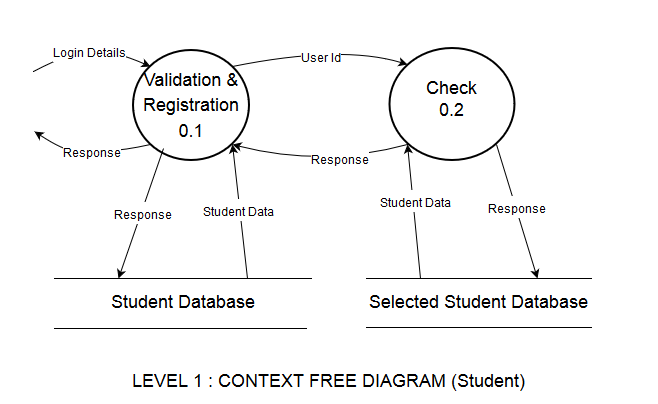 Login Details
User Id
Validation &
Registration
0.1
Check
0.2
Response
Response
Response
Student Data
Student Data
Response
Student Database
Selected Student Database
LEVEL 1 : CONTEXT FREE DIAGRAM (Student)